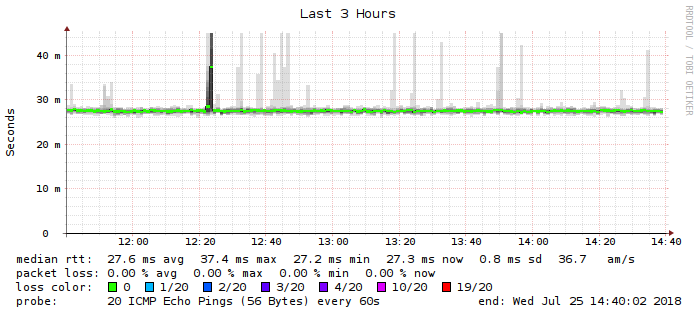 Last 3 Hours
RRDTOOL / TOBI OETIKER
Seconds
40 m
30 m
20 m
10 m
0
12:00 12:20 12:40 13:00 13:20 13:40 14:00 14:20 14:40
median rtt: 27.6 ms avg 37.4 ms max 27.2 ms min 27.3 ms now 0.8 ms sd 36.7 am/s
packet loss: 0.00 % avg 0.00 % max 0.00 % min 0.00 % now
loss color: 0 1/20 2/20 3/20 4/20 10/20 19/20
probe: 20 ICMP Echo Pings (56 Bytes) every 60s end: Wed Jul 25 14:40:02 2018